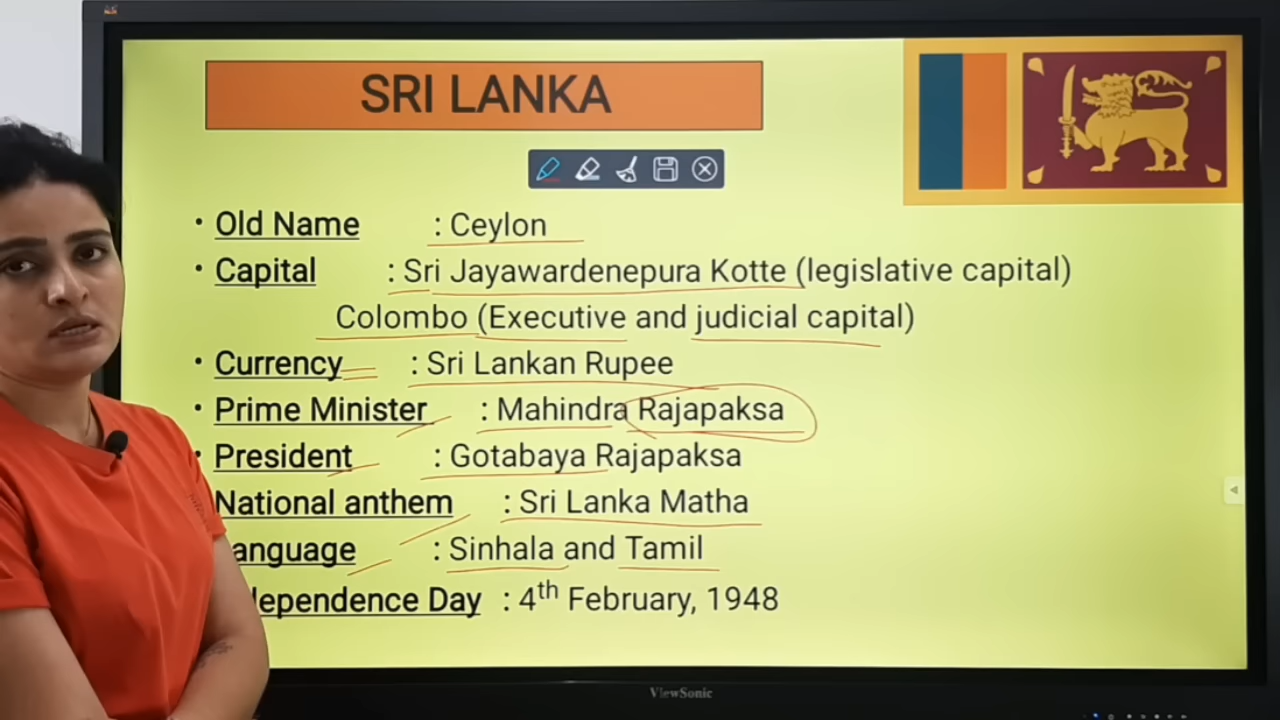 SRI LANKA
• Old Name : Ceylon
• Capital : Sri Jayawardenepura Kotte (legislative capital)
Colombo (Executive and judicial capital)
• Currency : Sri Lankan Rupee
• Prime Minister : Mahindra Rajapaksa
• President : Gotabaya Rajapaksa
National anthem : Sri Lanka Matha
anguage : Sinhala and Tamil
dependence Day : 4th February, 1948
ViewSonic